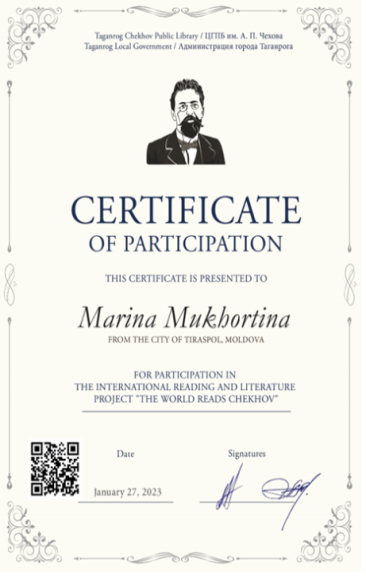 Taganrog Chekhov Public Library / ЦГПБ им. А. П. Чехова
Taganrog Local Government / Администрация города Таганрога
CERTIFICATE
OF PARTICIPATION
THIS CERTIFICATE IS PRESENTED TO
Marina Mukhortina
FROM THE CITY OF TIRASPOL, MOLDOVA
FOR PARTICIPATION IN
THE INTERNATIONAL READING AND LITERATURE
PROJECT "THE WORLD READS CHEKHOV"
Date
Signatures
January 27, 2023